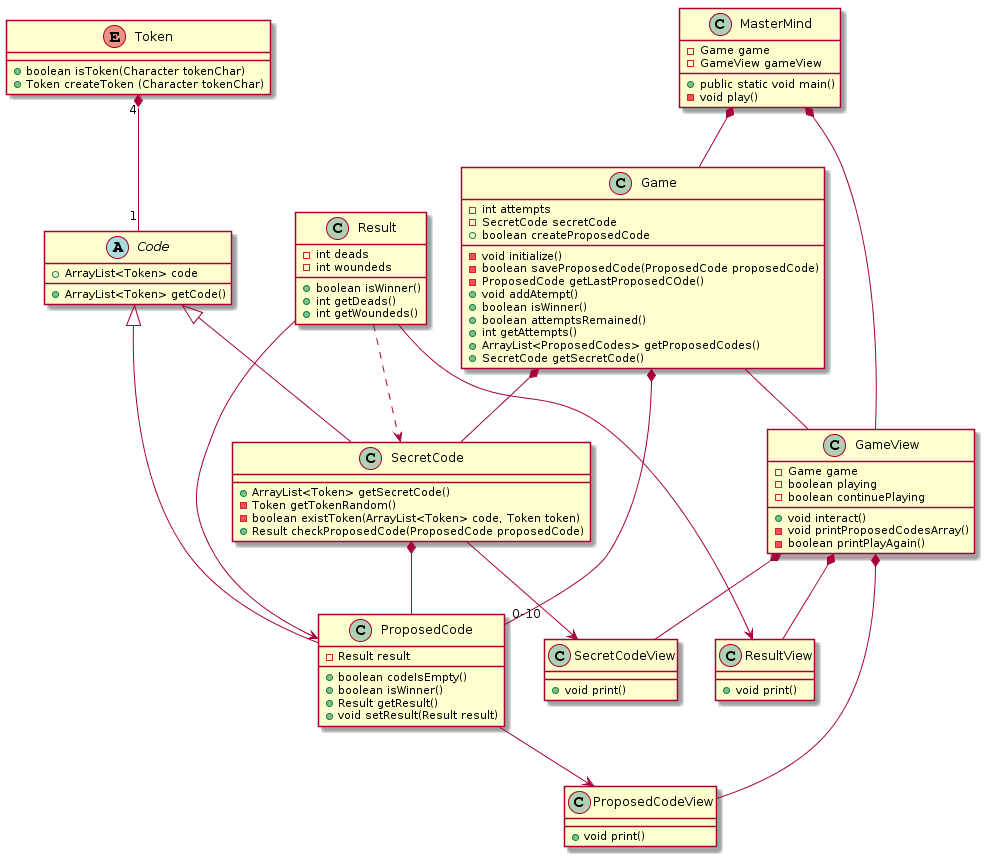 E Token
boolean isToken(Character tokenChar)
Token createToken (Character tokenChar)
4
1
C MasterMind
Game game
GameView gameView
public static void main()
void play()
C Game
int attempts
SecretCode secretCode
boolean createProposedCode
void initialize()
boolean saveProposedCode(ProposedCode proposedCode)
ProposedCode getLastProposedCOde()
void addAtempt()
boolean isWinner()
boolean attemptsRemained()
int getAttempts()
ArrayList<ProposedCodes> getProposedCodes()
SecretCode getSecretCode()
C Result
int deads
int woundeds
boolean isWinner()
int getDeads()
int getWoundeds()
A Code
ArrayList<Token> code
ArrayList<Token> getCode()
C SecretCode
ArrayList<Token> getSecretCode()
Token getTokenRandom()
boolean existToken(ArrayList<Token> code, Token token)
Result checkProposedCode(ProposedCode proposedCode)
C GameView
Game game
boolean playing
boolean continuePlaying
void interact()
void printProposedCodesArray()
boolean printPlayAgain()
0-10
C ProposedCode
Result result
boolean codeIsEmpty()
boolean isWinner()
Result getResult()
void setResult(Result result)
C SecretCodeView
void print()
C ResultView
void print()
C ProposedCodeView
void print()